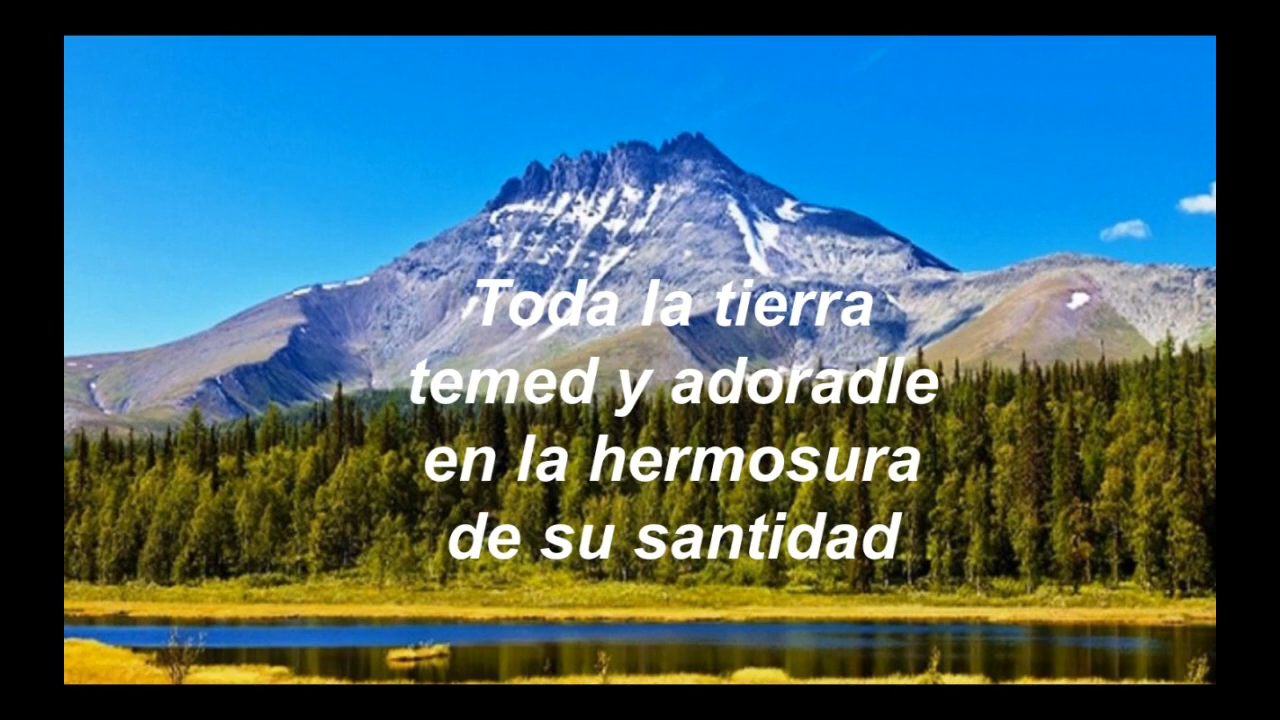 Toda la tierra
temed y adoradle
en la hermosura
de su santidad